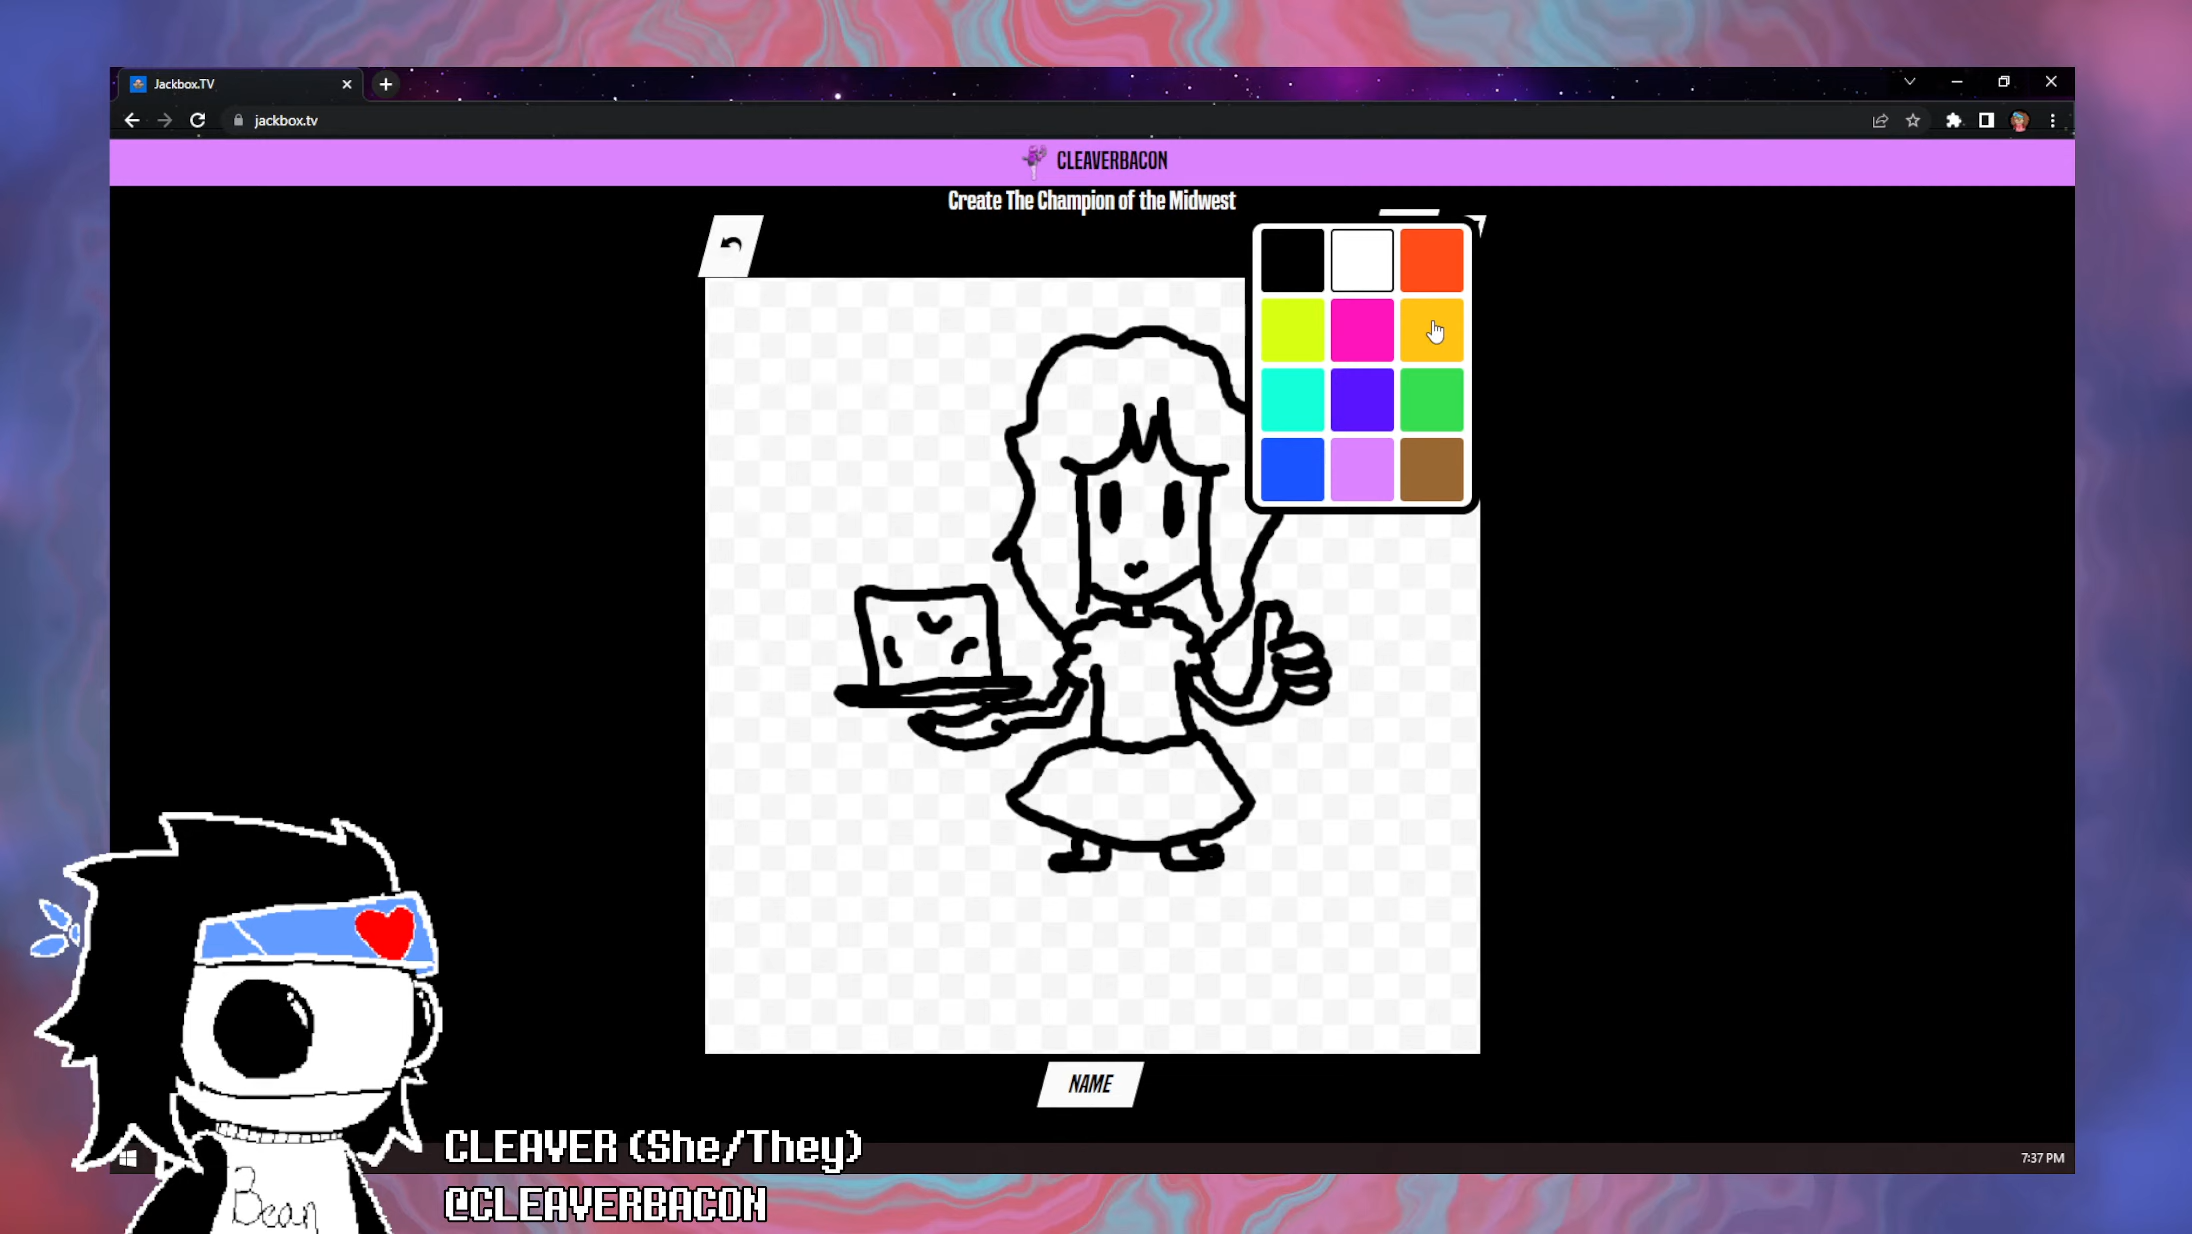 Jackbox.TV
jackbox.tv
CLEAVERBACON
Create The Champion of the Midwest
NAME
CLEAVER (She/They)
@CLEAVERBACON
Bean
7:37 PM